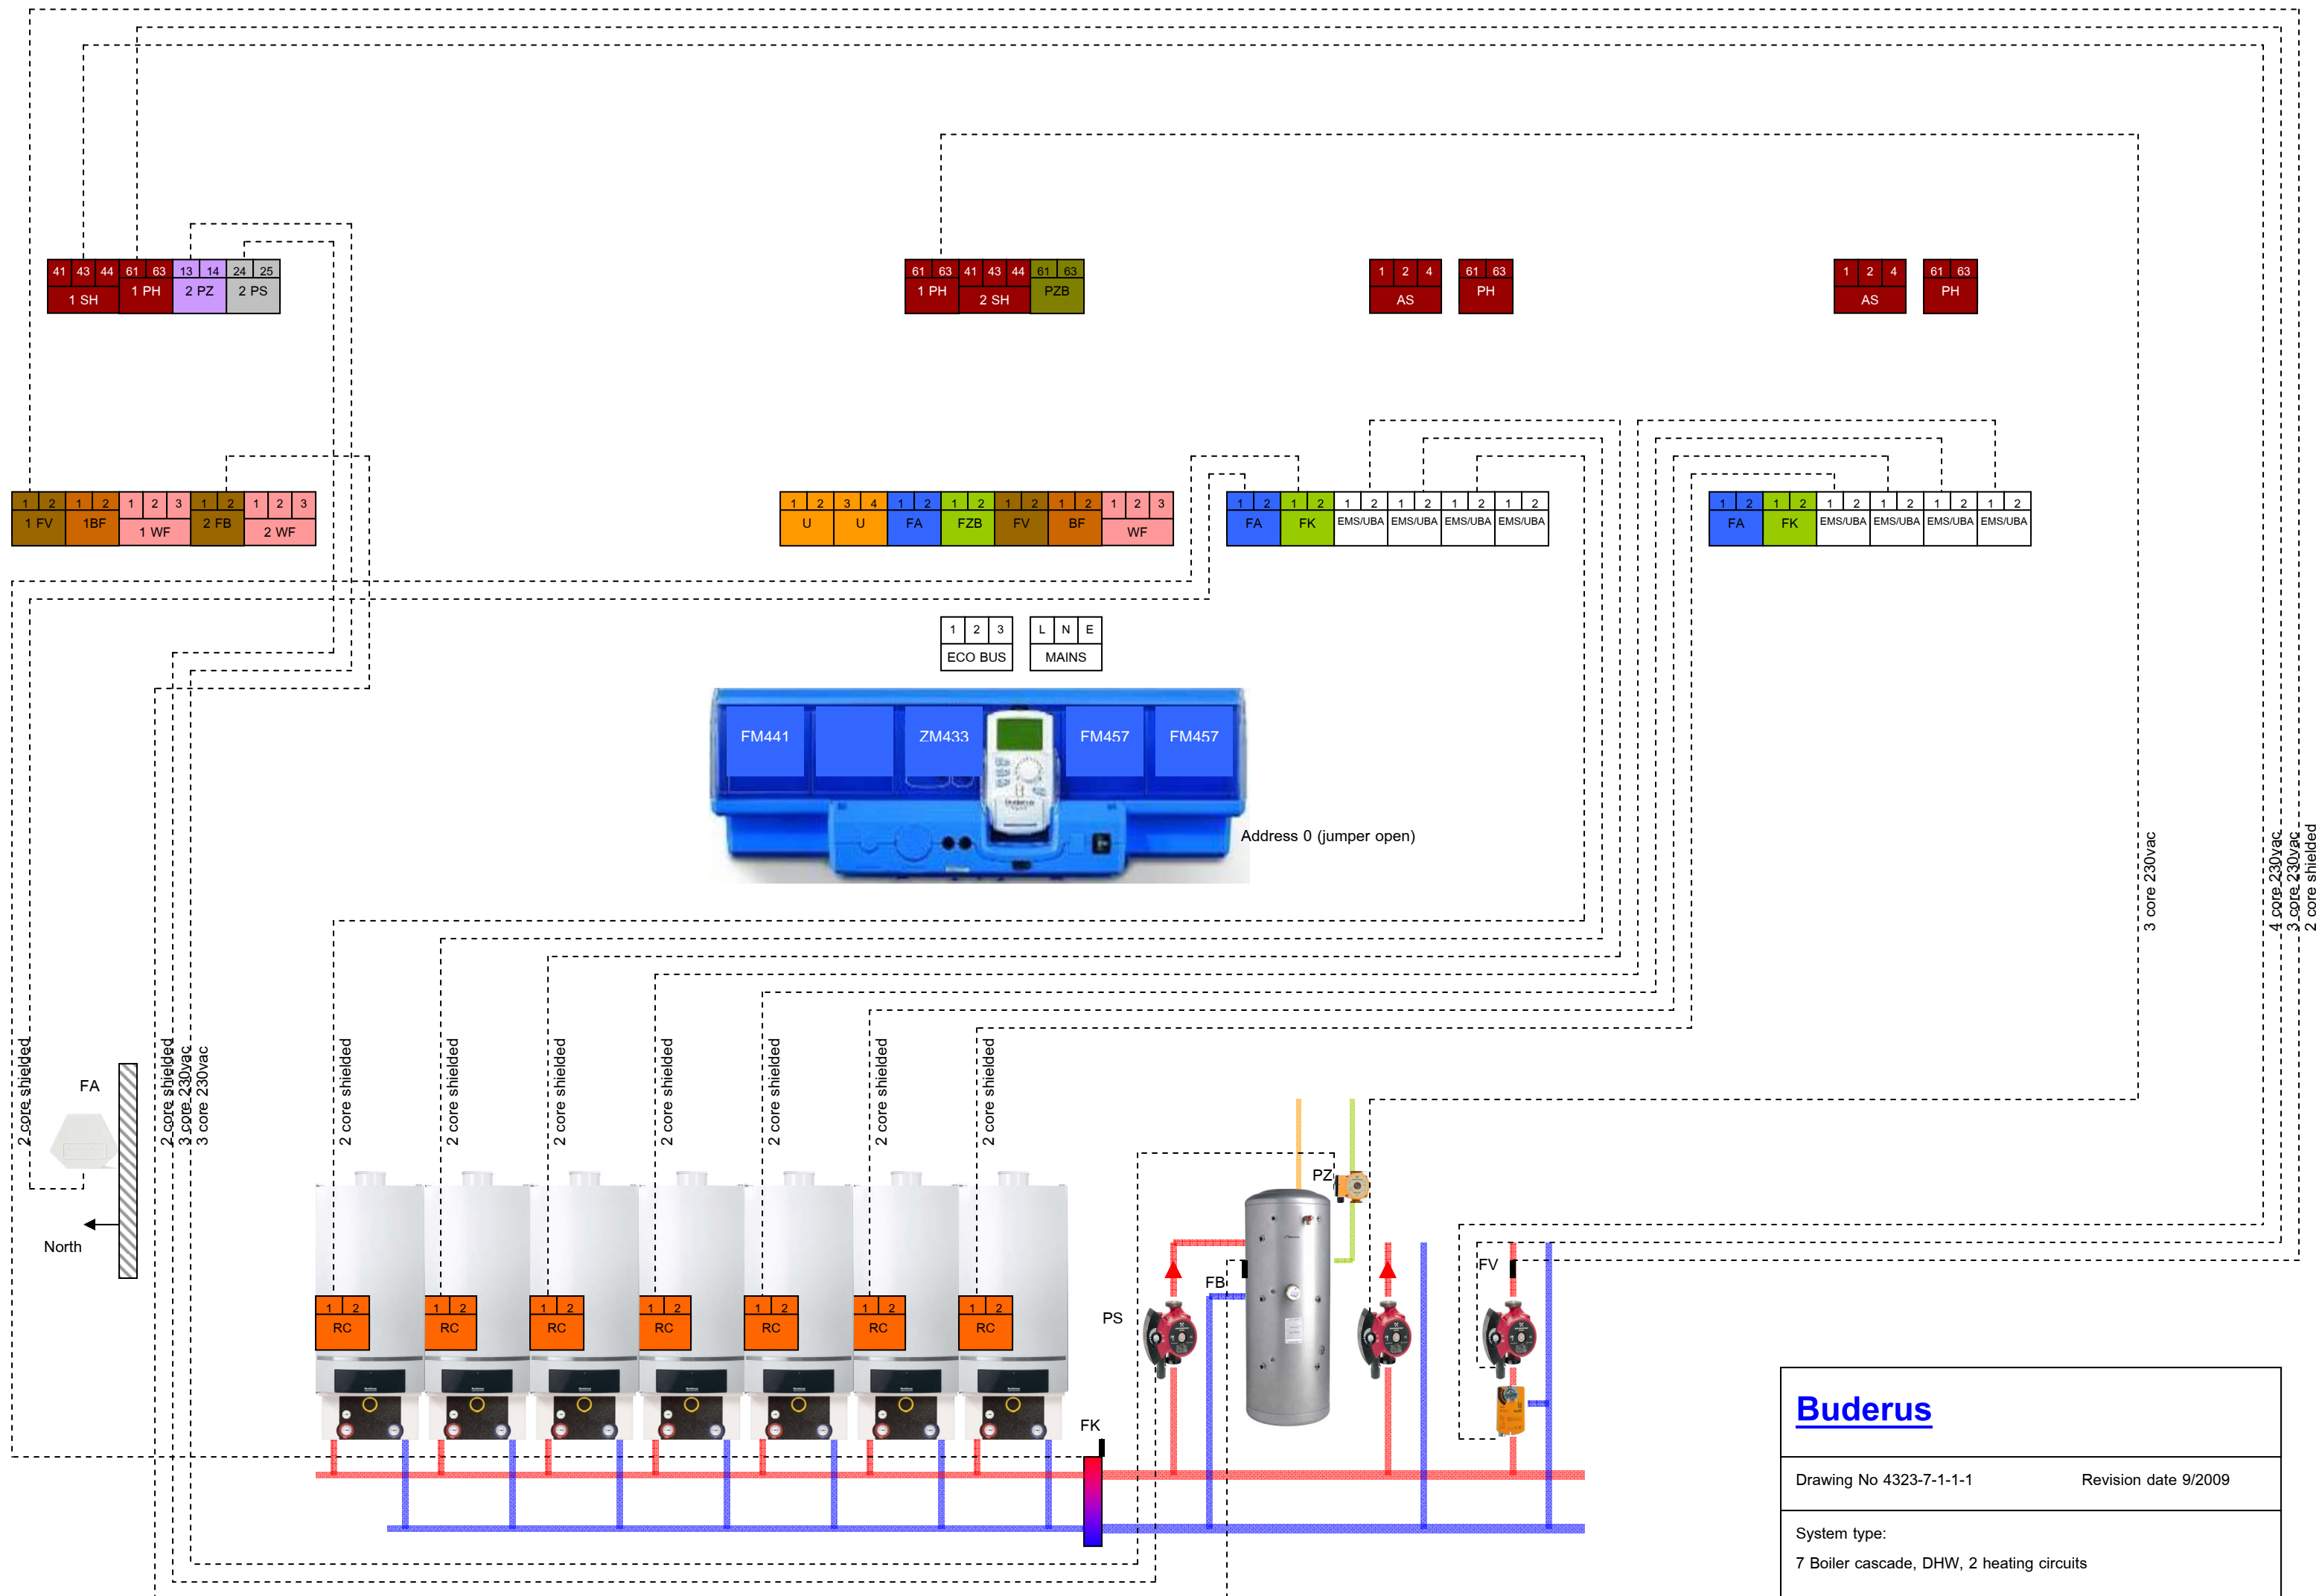 41 43 44 61 63 13 14 24 25
1 SH 1 PH 2 PZ 2 PS
61 63 41 43 44 61 63
1 PH 2 SH PZB
1 2 4 61 63
AS PH
1 2 4 61 63
AS PH
1 2 1 2 1 2 3 1 2 1 2 3
1 FV 1BF 1 WF 2 FB 2 WF
1 2 3 4 1 2 1 2 1 2 1 2 1 2 3
U U FA FZB FV BF WF
1 2 1 2 1 2 1 2 1 2 1 2
FA FK EMS/UBA EMS/UBA EMS/UBA EMS/UBA
1 2 1 2 1 2 1 2 1 2 1 2
FA FK EMS/UBA EMS/UBA EMS/UBA EMS/UBA
1 2 3
ECO BUS
L N E
MAINS
FM441 ZM433 FM457 FM457
Buderus
Address 0 (jumper open)
3 core 230vac
4 core 230vac
3 core 230vac
2 core shielded
2 core shielded
FA
North
2 core shielded
3 core 230vac
3 core 230vac
2 core shielded
2 core shielded
2 core shielded
2 core shielded
2 core shielded
2 core shielded
2 core shielded
1 2
RC
1 2
RC
1 2
RC
1 2
RC
1 2
RC
1 2
RC
1 2
RC
PZ
FB
FV
PS
FK
Buderus
Drawing No 4323-7-1-1-1 Revision date 9/2009
System type:
7 Boiler cascade, DHW, 2 heating circuits